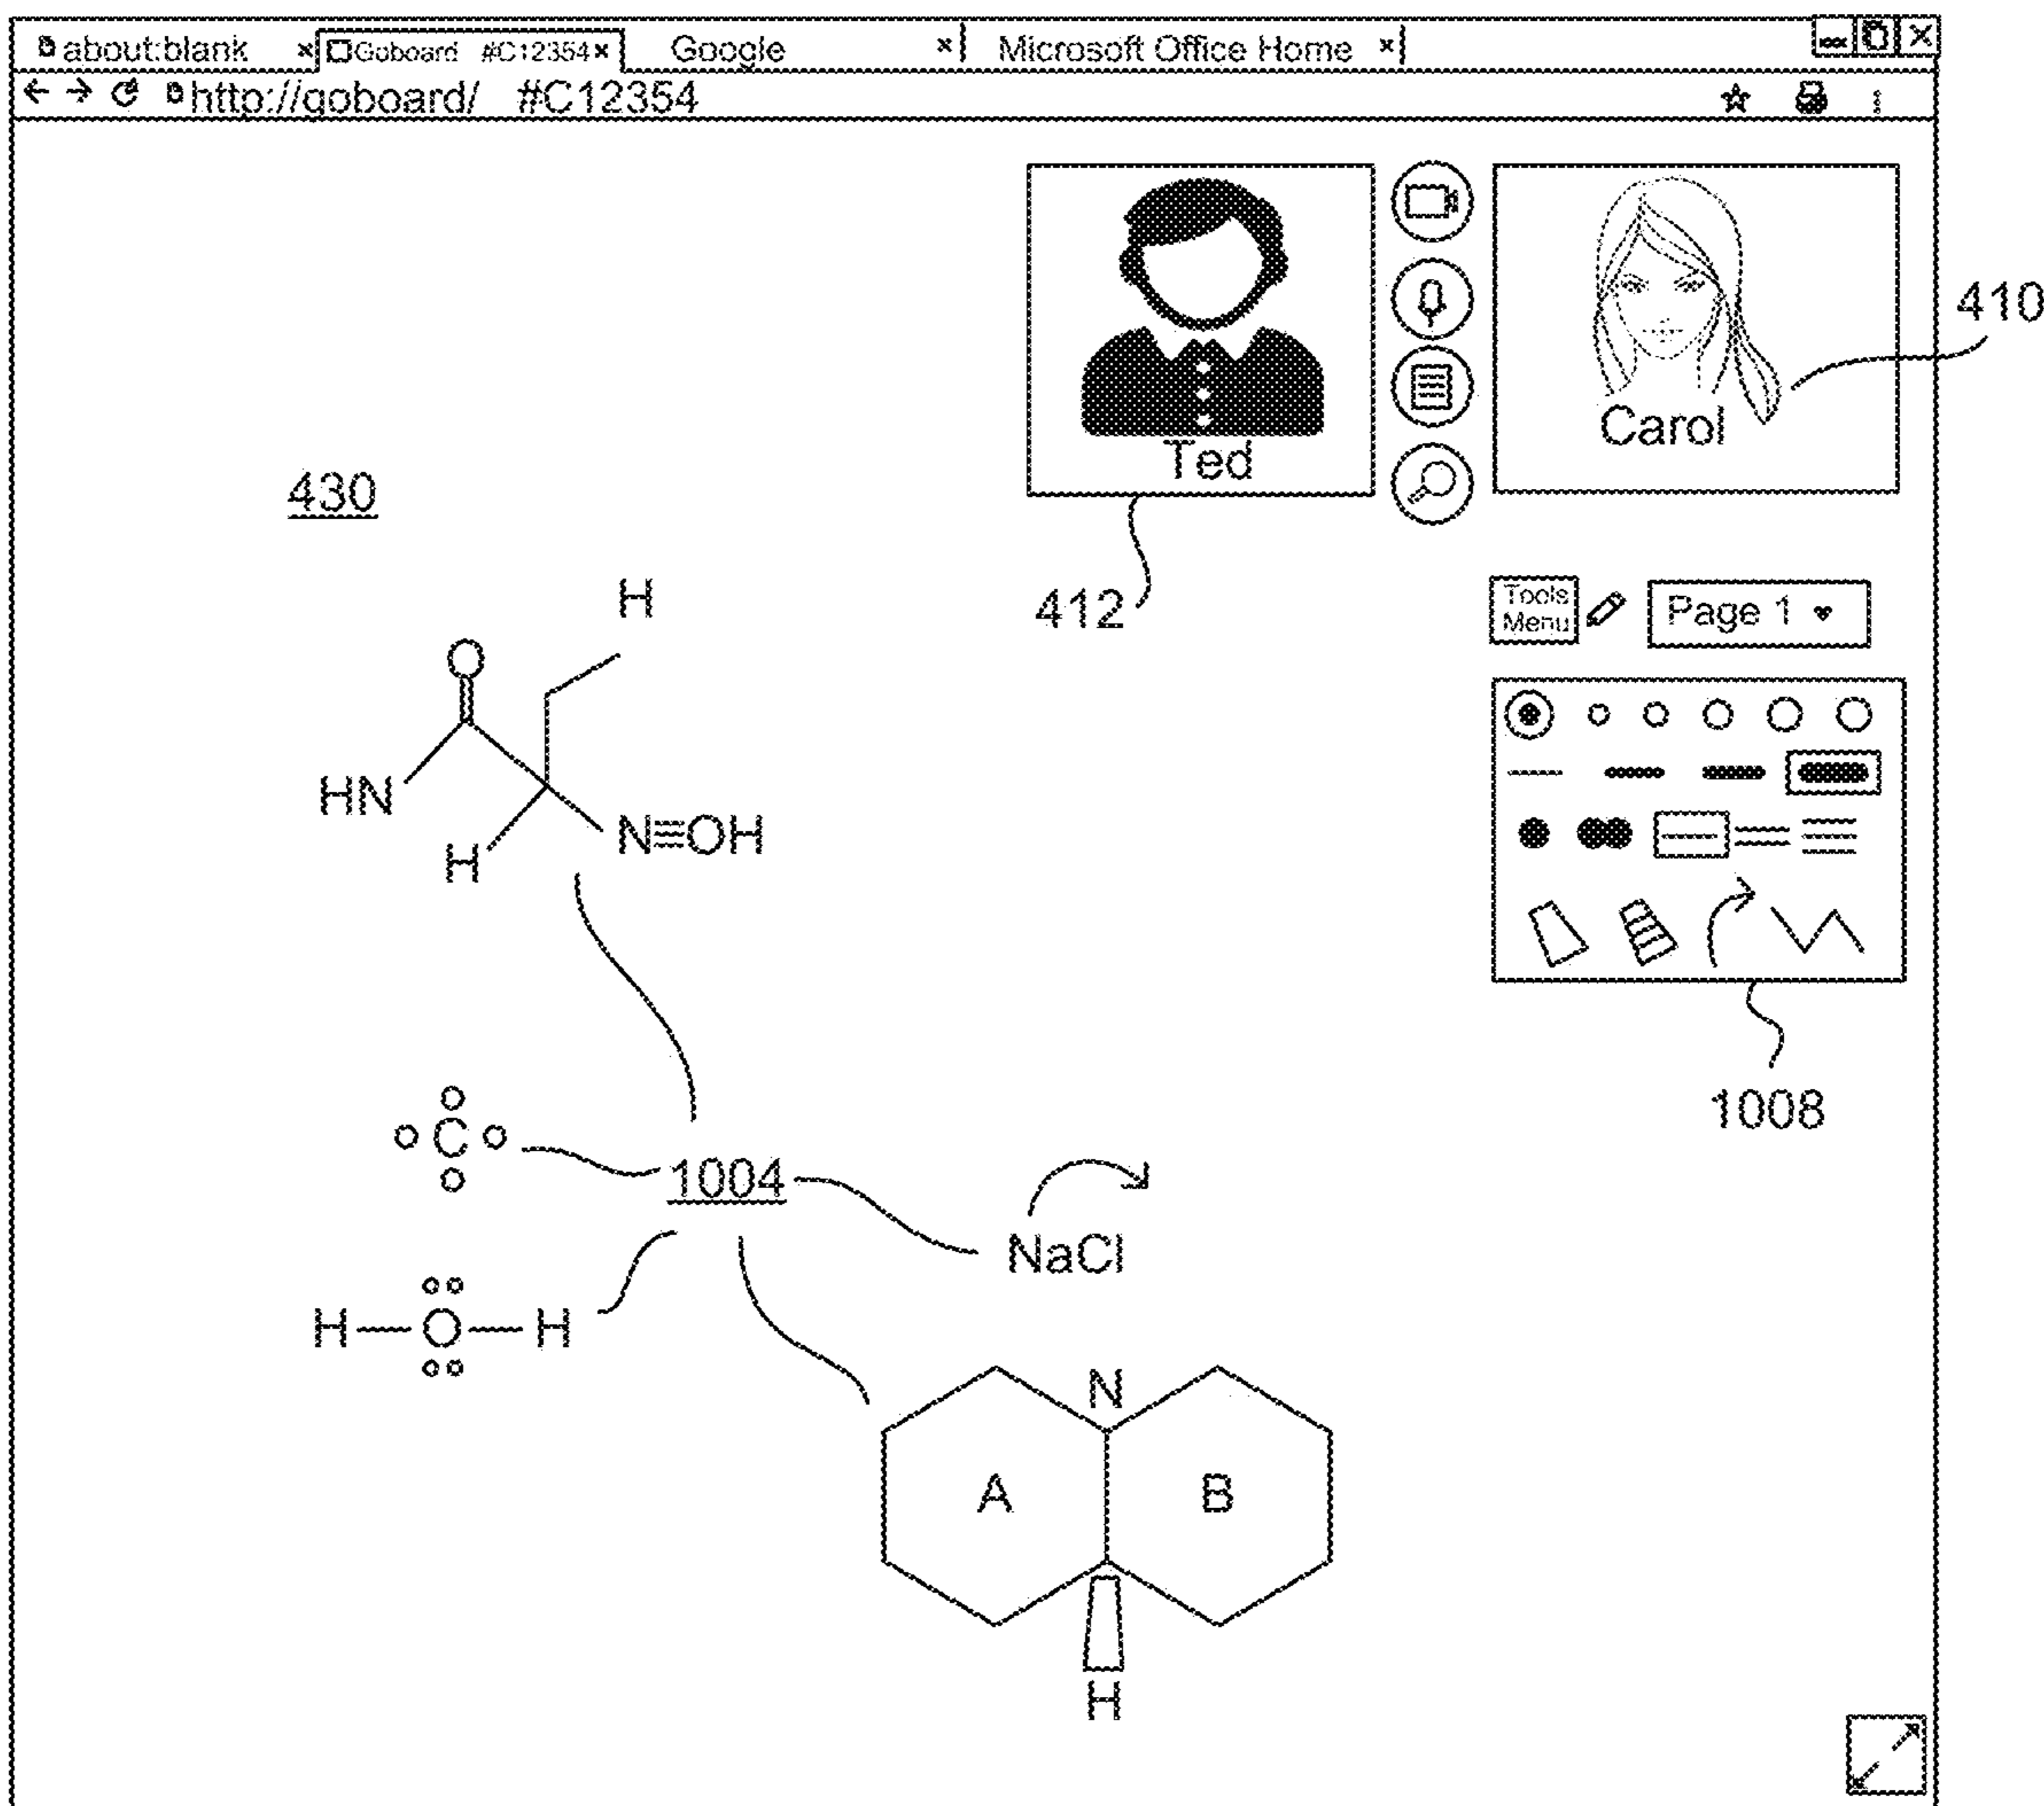 about:blank × Goboard #C12354 × Google × Microsoft Office Home ×
http://goboard/ #C12354
Ted
Carol
410
430
412
Tools
Menu
Page 1
H
O
HN
H
N≡OH
1008
C
1004
NaCl
H—O—H
N
A B
H